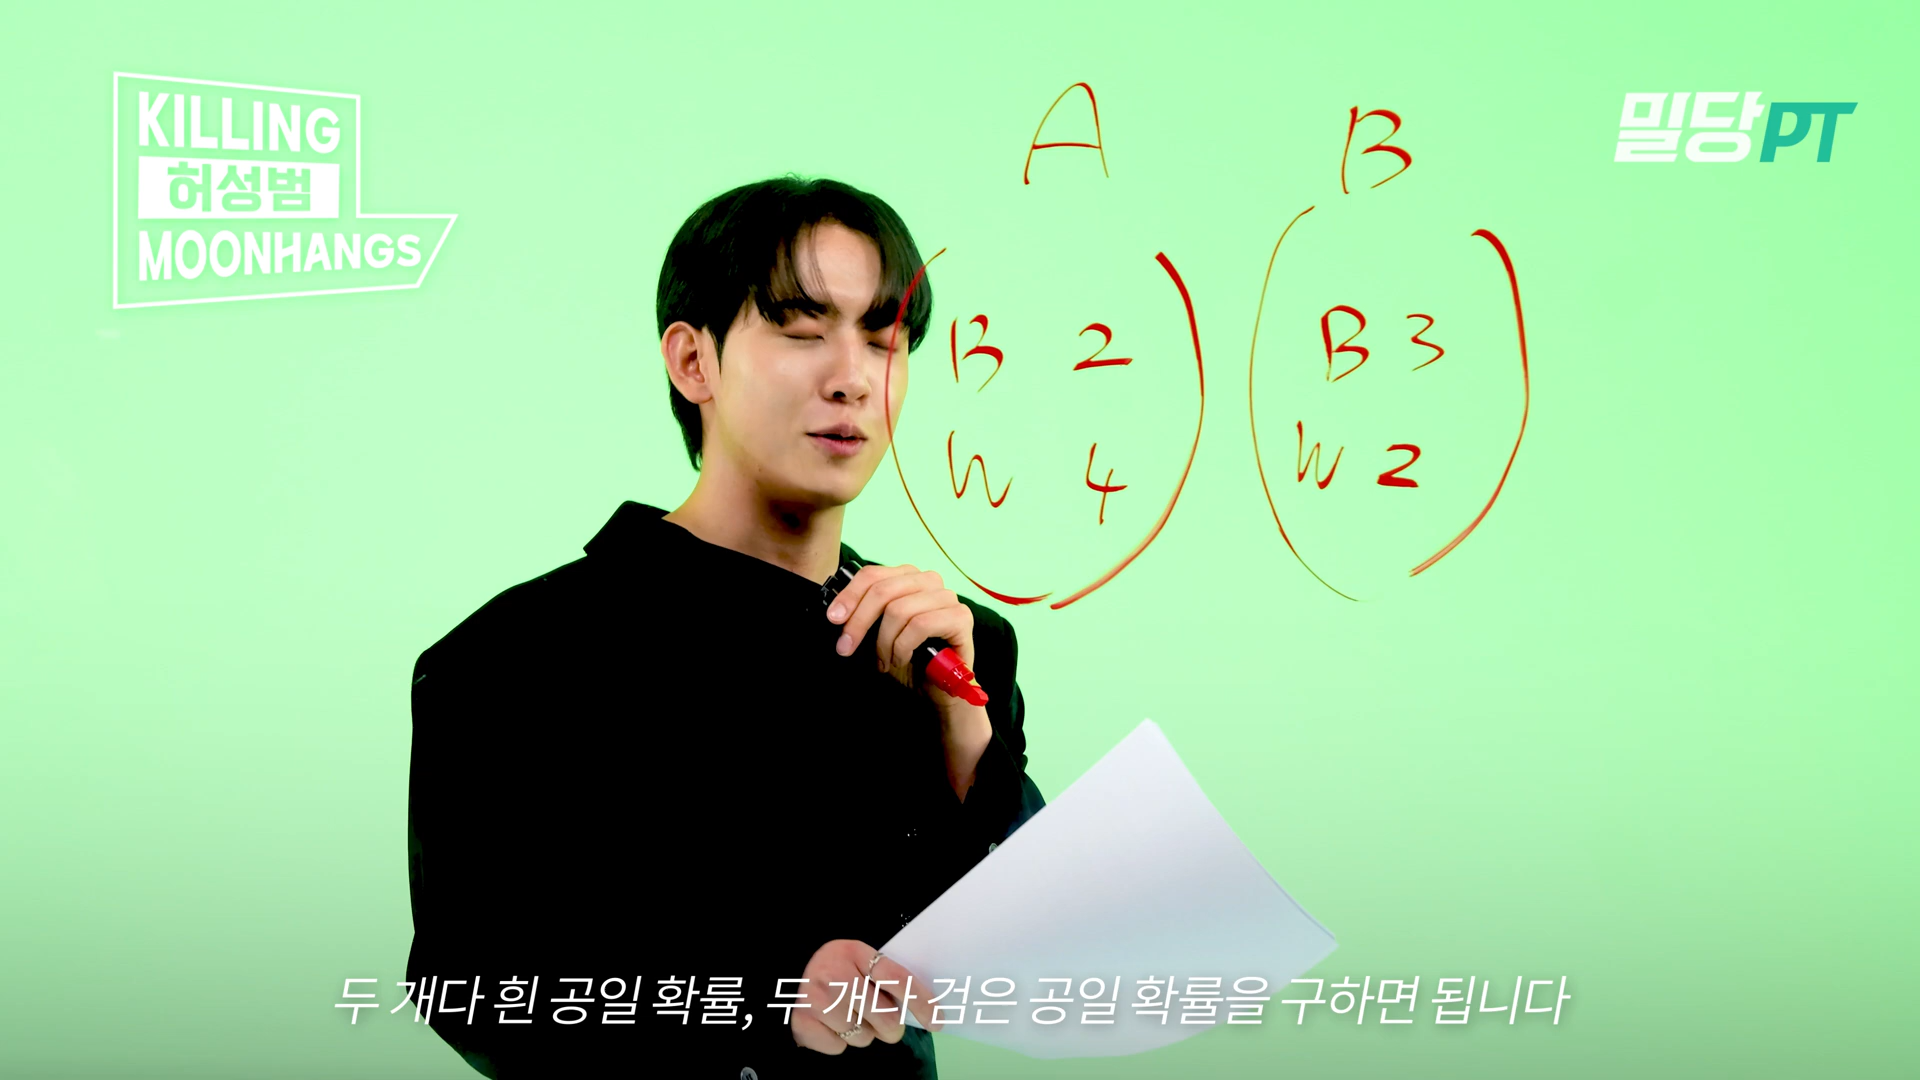 KILLING
허성범
MOONHANGS
밀당PT
A
B
B 2
W 4
B 3
W 2
두 개다 흰 공일 확률, 두 개다 검은 공일 확률을 구하면 됩니다